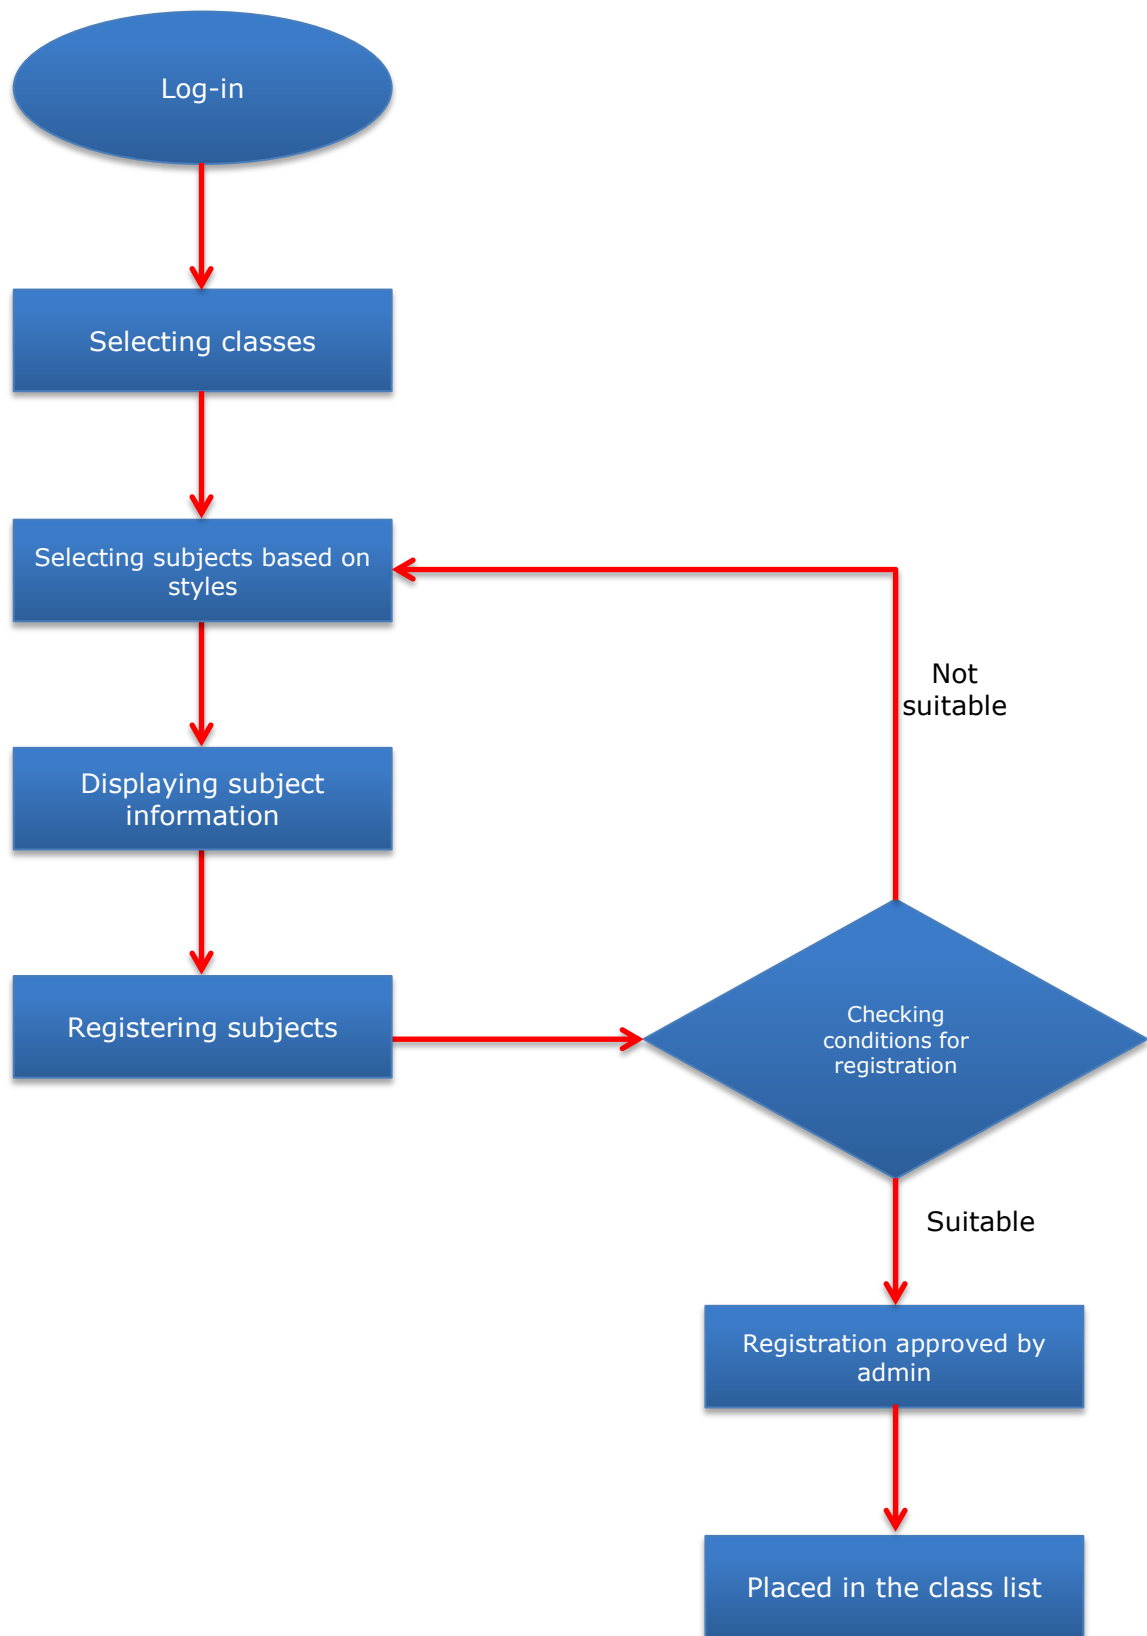 Log-in
Selecting classes
Selecting subjects based on
styles
Not
suitable
Displaying subject
information
Registering subjects
Checking
conditions for
registration
Suitable
Registration approved by
admin
Placed in the class list